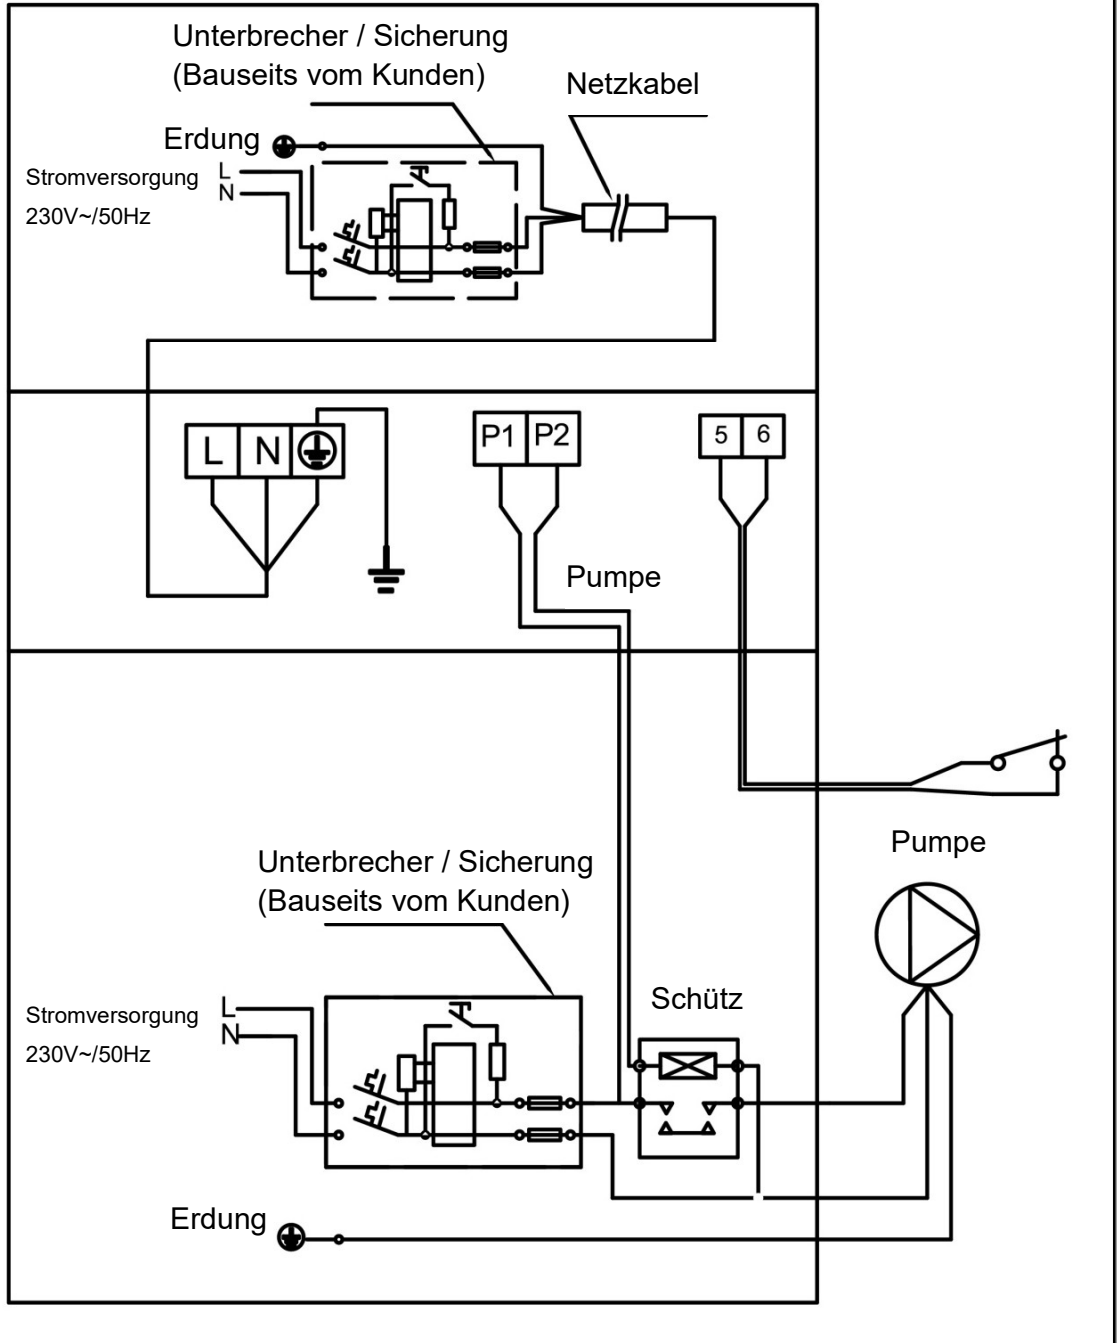 Unterbrecher / Sicherung
(Bauseits vom Kunden)
Netzkabel
Erdung
L
Stromversorgung
N
230V~/50Hz
L N
P1 P2
5 6
Pumpe
Pumpe
Unterbrecher / Sicherung
(Bauseits vom Kunden)
Schütz
L
Stromversorgung
N
230V~/50Hz
Erdung